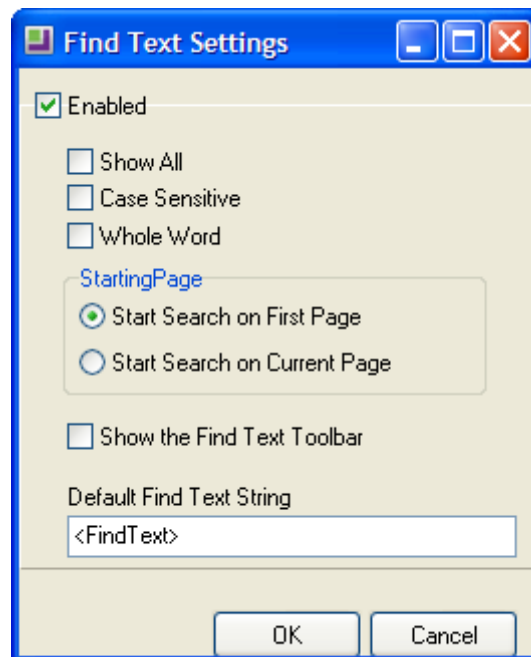 Find Text Settings
Enabled
Show All
Case Sensitive
Whole Word
StartingPage
Start Search on First Page
Start Search on Current Page
Show the Find Text Toolbar
Default Find Text String
<FindText>
OK Cancel